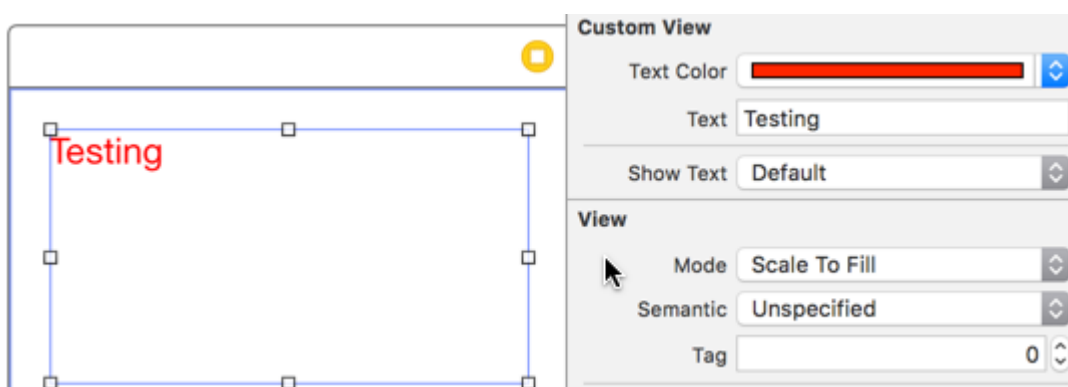 Testing
Custom View
Text Color
Text Testing
Show Text Default
View
Mode Scale To Fill
Semantic Unspecified
Tag 0